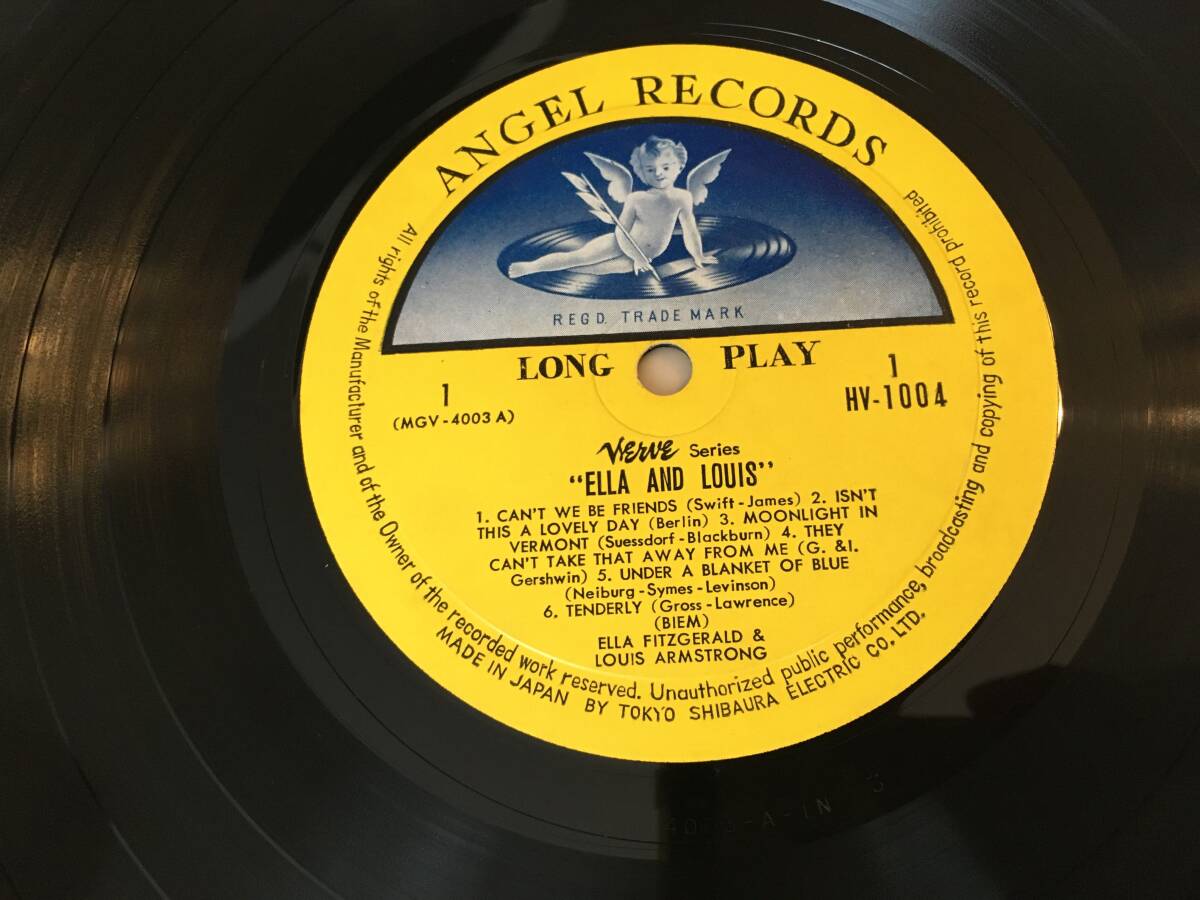 ANGEL RECORDS
REGD. TRADE MARK
LONG PLAY
1
(MGV-4003 A)
1
HV-1004
Verve Series
"ELLA AND LOUIS"
1. CAN'T WE BE FRIENDS (Swift-James) 2. ISN'T
THIS A LOVELY DAY (Berlin) 3. MOONLIGHT IN
VERMONT (Suessdorf-Blackburn) 4. THEY
CAN'T TAKE THAT AWAY FROM ME (G. &I.
Gershwin) 5. UNDER A BLANKET OF BLUE
(Neiburg-Symes-Levinson)
6. TENDERLY (Gross-Lawrence)
(BIEM)
ELLA FITZGERALD &
LOUIS ARMSTRONG
All rights of the Manufacturer and of the Owner of the recorded work reserved. Unauthorized public performance, broadcasting and copying of this record prohibited
MADE IN JAPAN BY TOKYO SHIBAURA ELECTRIC CO. LTD.